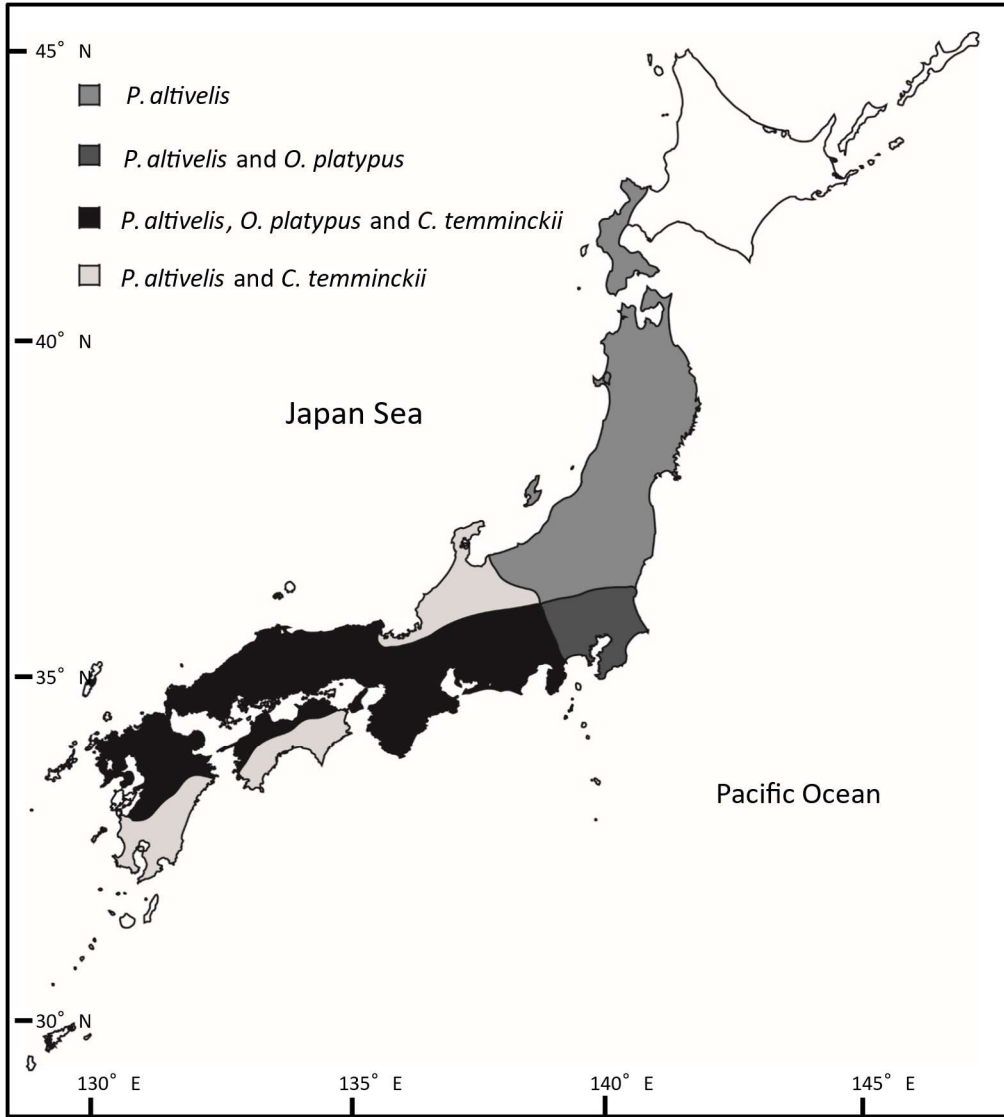 45° N
P. altivelis
P. altivelis and O. platypus
P. altivelis, O. platypus and C. temminckii
P. altivelis and C. temminckii
40° N
Japan Sea
35° N
Pacific Ocean
30° N
130° E 135° E 140° E 145° E